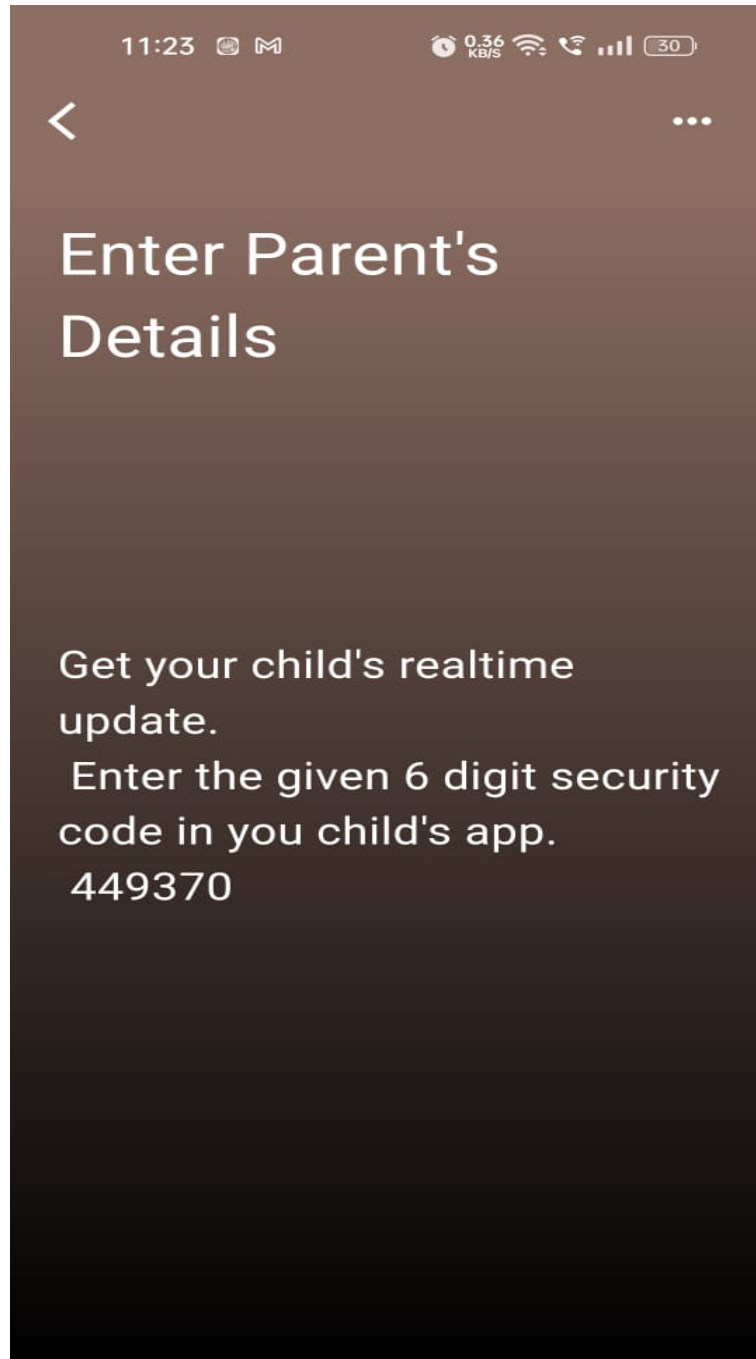 11:23 0.36 KB/S 30
Enter Parent's
Details
Get your child's realtime
update.
Enter the given 6 digit security
code in you child's app.
449370